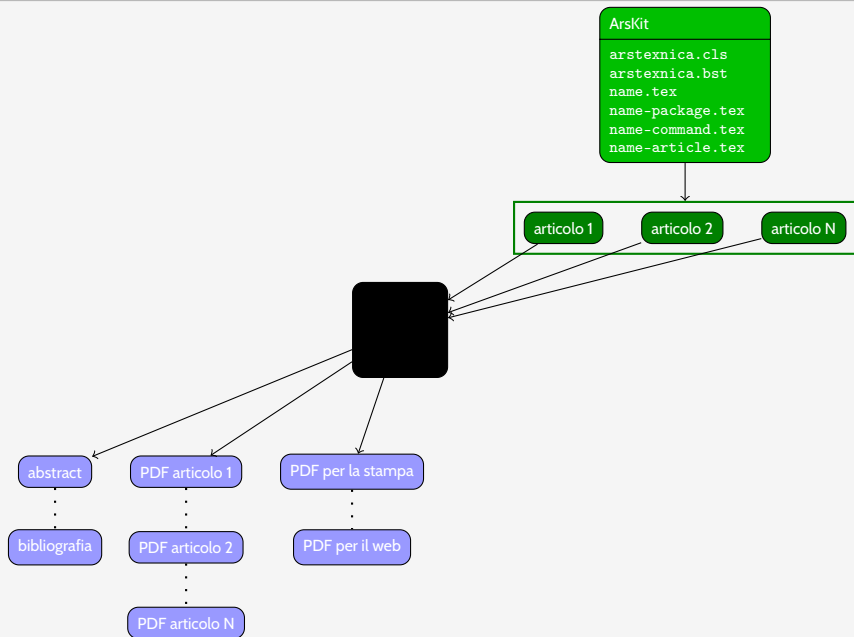 ArsKit
arstexnica.cls
arstexnica.bst
name.tex
name-package.tex
name-command.tex
name-article.tex
articolo 1
articolo 2
articolo N
abstract
PDF articolo 1
PDF per la stampa
bibliografia
PDF articolo 2
PDF per il web
PDF articolo N